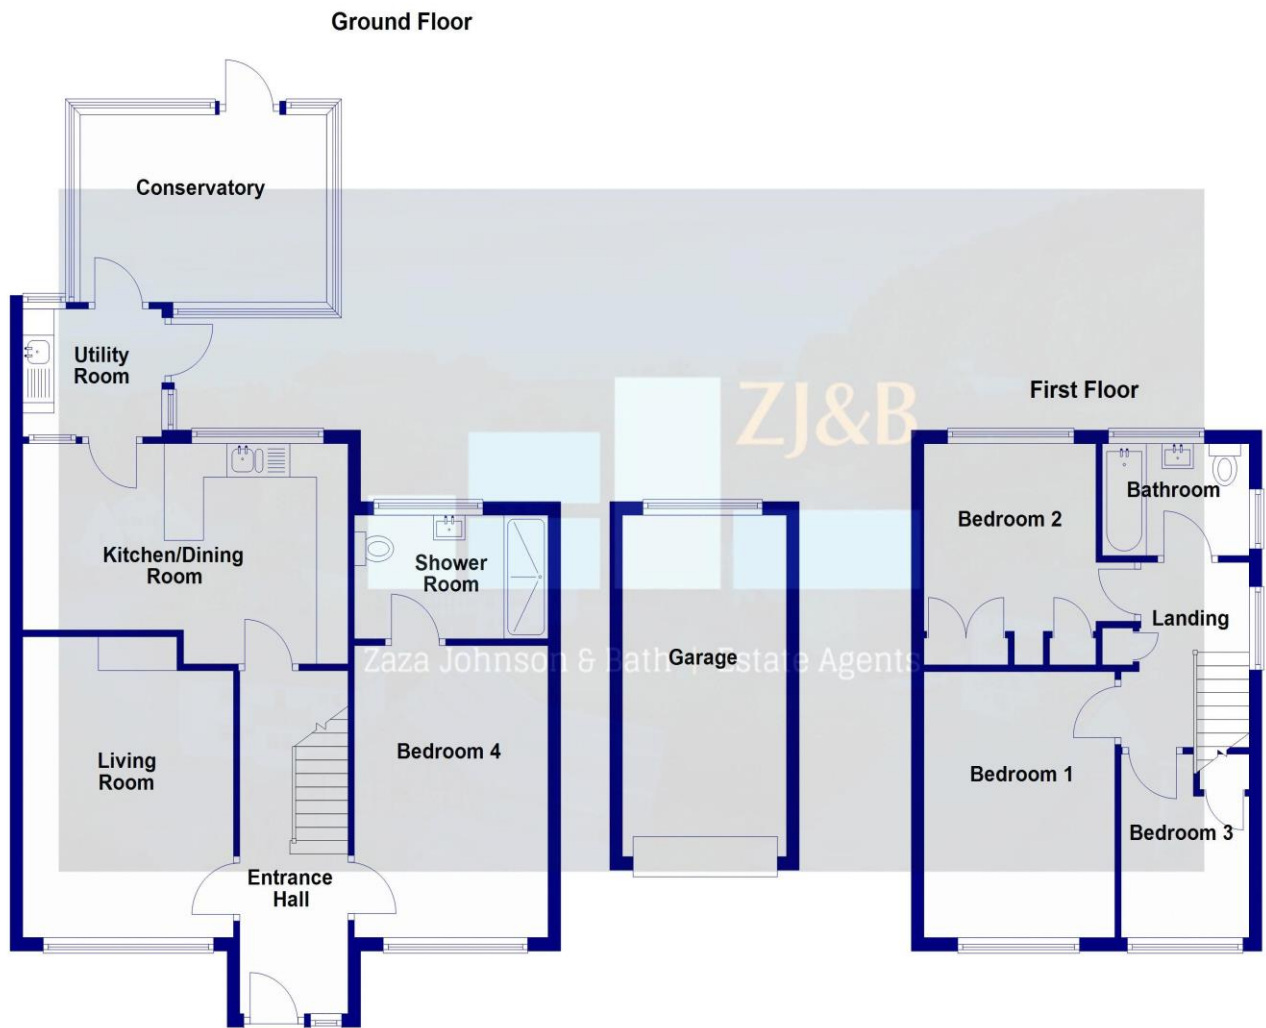 Ground Floor
Conservatory
Utility
Room
Kitchen/Dining
Room
Shower
Room
Living
Room
Bedroom 4
Entrance
Hall
Garage
First Floor
Bedroom 2
Bathroom
Landing
Bedroom 1
Bedroom 3
ZJ&B
Zaza Johnson & Bath | Estate Agents